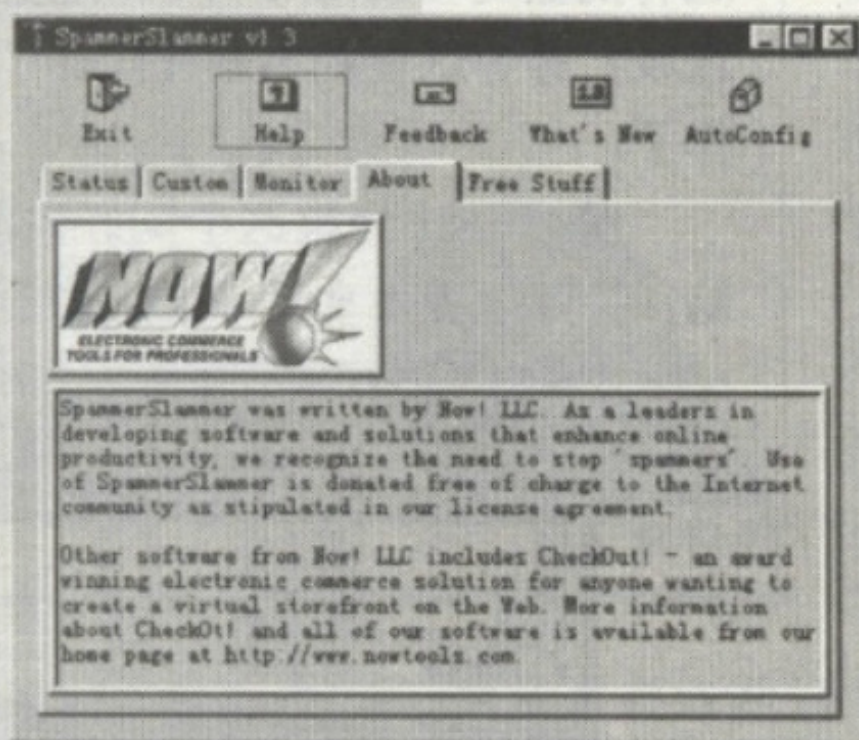 SpammerSlammer v1.3
Exit Help Feedback What's New AutoConfig
Status Custom Monitor About Free Stuff
NOW!
ELECTRONIC COMMERCE
TOOLS FOR PROFESSIONALS
SpammerSlammer was written by Now! LLC. As a leaders in
developing software and solutions that enhance online
productivity, we recognize the need to stop 'spammers'. Use
of SpammerSlammer is donated free of charge to the Internet
community as stipulated in our license agreement.
Other software from Now! LLC includes CheckOut! - an award
winning electronic commerce solution for anyone wanting to
create a virtual storefront on the Web. More information
about CheckOt! and all of our software is available from our
home page at http://www.nowtools.com.